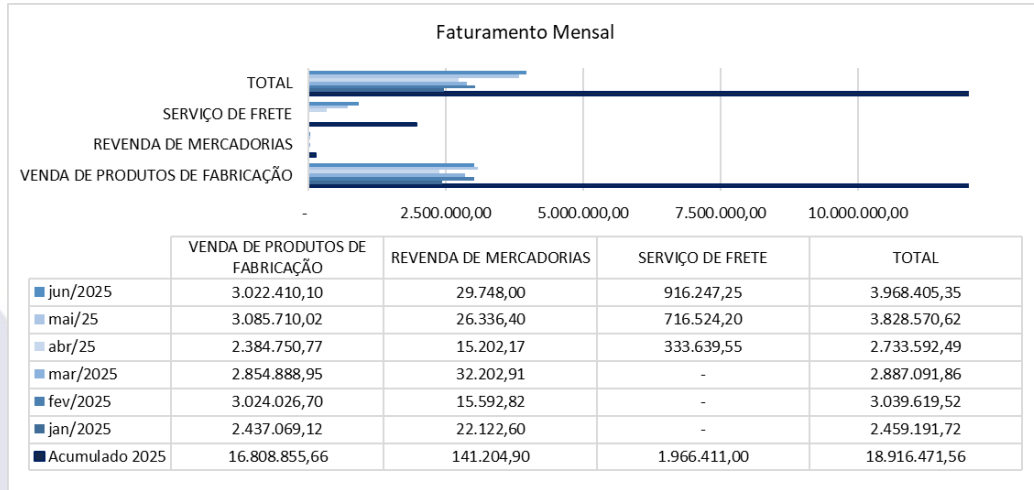 Faturamento Mensal
TOTAL
SERVIÇO DE FRETE
REVENDA DE MERCADORIAS
VENDA DE PRODUTOS DE FABRICAÇÃO
- 2.500.000,00 5.000.000,00 7.500.000,00 10.000.000,00
VENDA DE PRODUTOS DE
FABRICAÇÃO REVENDA DE MERCADORIAS SERVIÇO DE FRETE TOTAL
jun/2025 3.022.410,10 29.748,00 916.247,25 3.968.405,35
mai/25 3.085.710,02 26.336,40 716.524,20 3.828.570,62
abr/25 2.384.750,77 15.202,17 333.639,55 2.733.592,49
mar/2025 2.854.888,95 32.202,91 - 2.887.091,86
fev/2025 3.024.026,70 15.592,82 - 3.039.619,52
jan/2025 2.437.069,12 22.122,60 - 2.459.191,72
Acumulado 2025 16.808.855,66 141.204,90 1.966.411,00 18.916.471,56